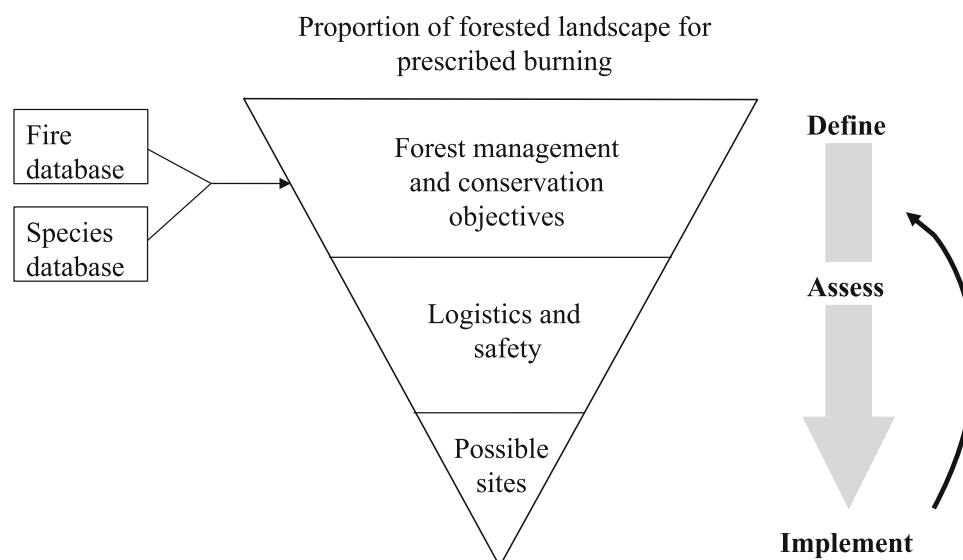 Proportion of forested landscape for
prescribed burning
Fire
database
Species
database
Forest management
and conservation
objectives
Logistics and
safety
Possible
sites
Define
Assess
Implement